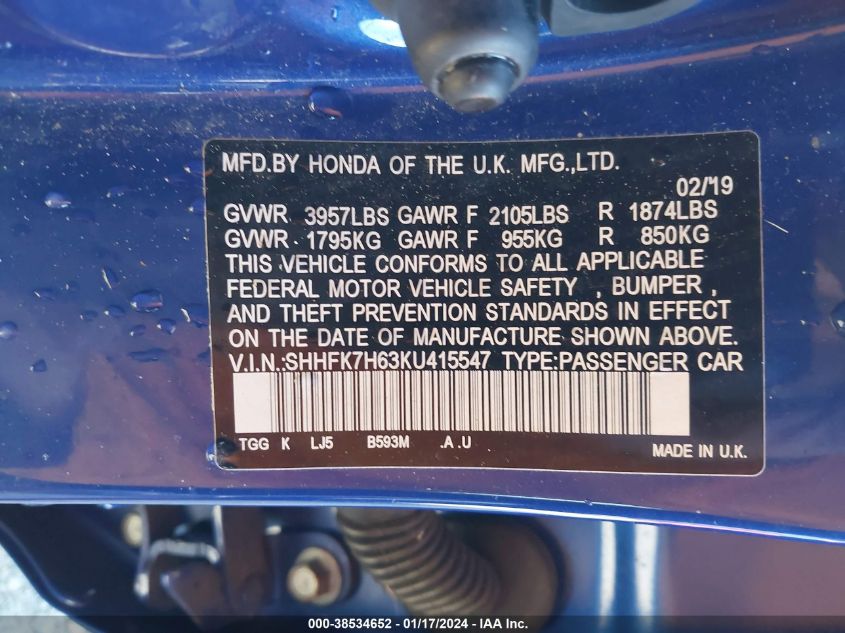 MFD.BY HONDA OF THE U.K. MFG.,LTD.
02/'19
GVWR 3957LBS GAWR F 2105LBS R 1874LBS
GVWR 1795KG GAWR F 955KG R 850KG
THIS VEHICLE CONFORMS TO ALL APPLICABLE
FEDERAL MOTOR VEHICLE SAFETY , BUMPER ,
AND THEFT PREVENTION STANDARDS IN EFFECT
ON THE DATE OF MANUFACTURE SHOWN ABOVE.
V.I.N.:SHHFK7H63KU415547 TYPE:PASSENGER CAR
TGG K LJ5 B593M .A .U
MADE IN U.K.
000-38534652 - 01/17/2024 - IAA Inc.